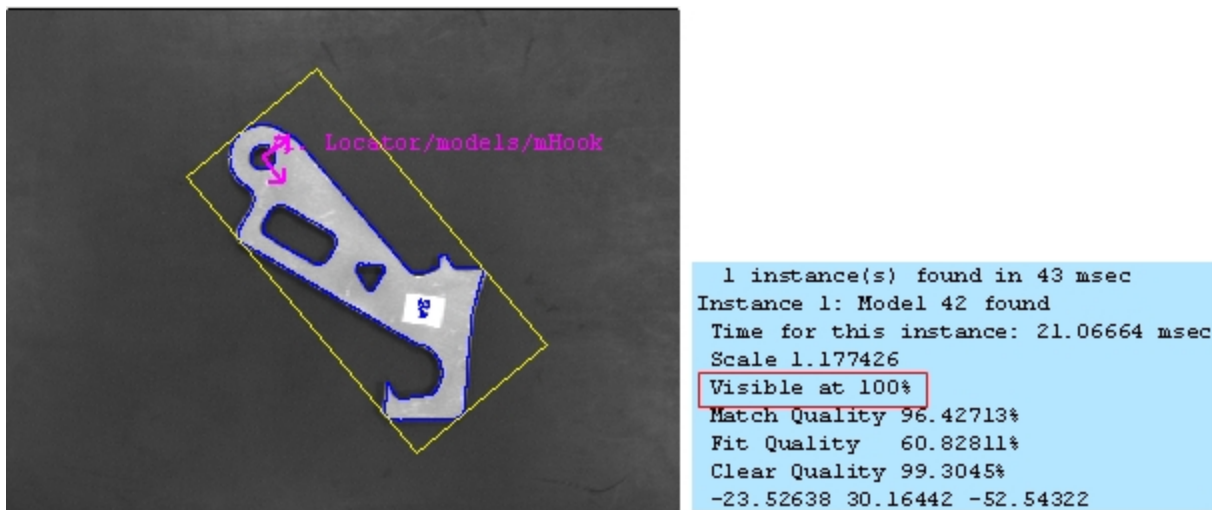 Locator/models/mHook
1 instance(s) found in 43 msec
Instance 1: Model 42 found
Time for this instance: 21.06664 msec
Scale 1.177426
Visible at 100%
Match Quality 96.42713%
Fit Quality 60.82811%
Clear Quality 99.3045%
-23.52638 30.16442 -52.54322